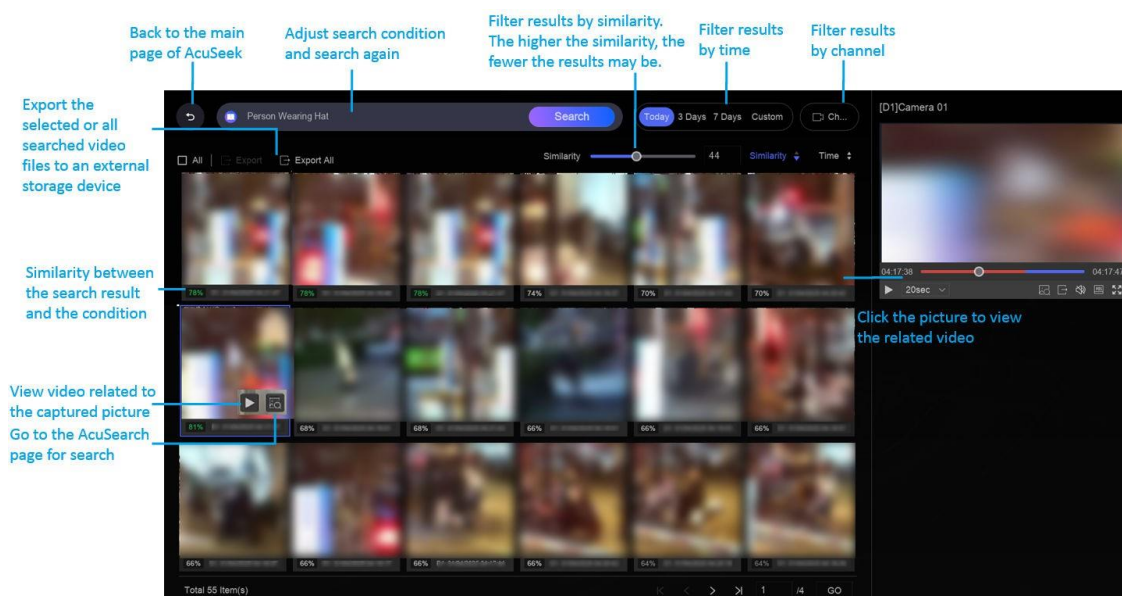 Back to the main
page of AcuSeek
Adjust search condition
and search again
Filter results by similarity.
The higher the similarity, the
fewer the results may be.
Filter results
by time
Filter results
by channel
Export the
selected or all
searched video
files to an external
storage device
Person Wearing Hat
Search
Today 3 Days 7 Days Custom
Ch...
[D1]Camera 01
All
Export
Export All
Similarity
44
Similarity
Time
78%
78%
78%
74%
70%
70%
Similarity between
the search result
and the condition
04:17:38
04:17:47
20sec
Click the picture to view
the related video
View video related to
the captured picture
Go to the AcuSearch
page for search
81%
68%
68%
66%
66%
66%
66%
66%
66%
66%
64%
64%
Total 55 Item(s)
1
/4
GO